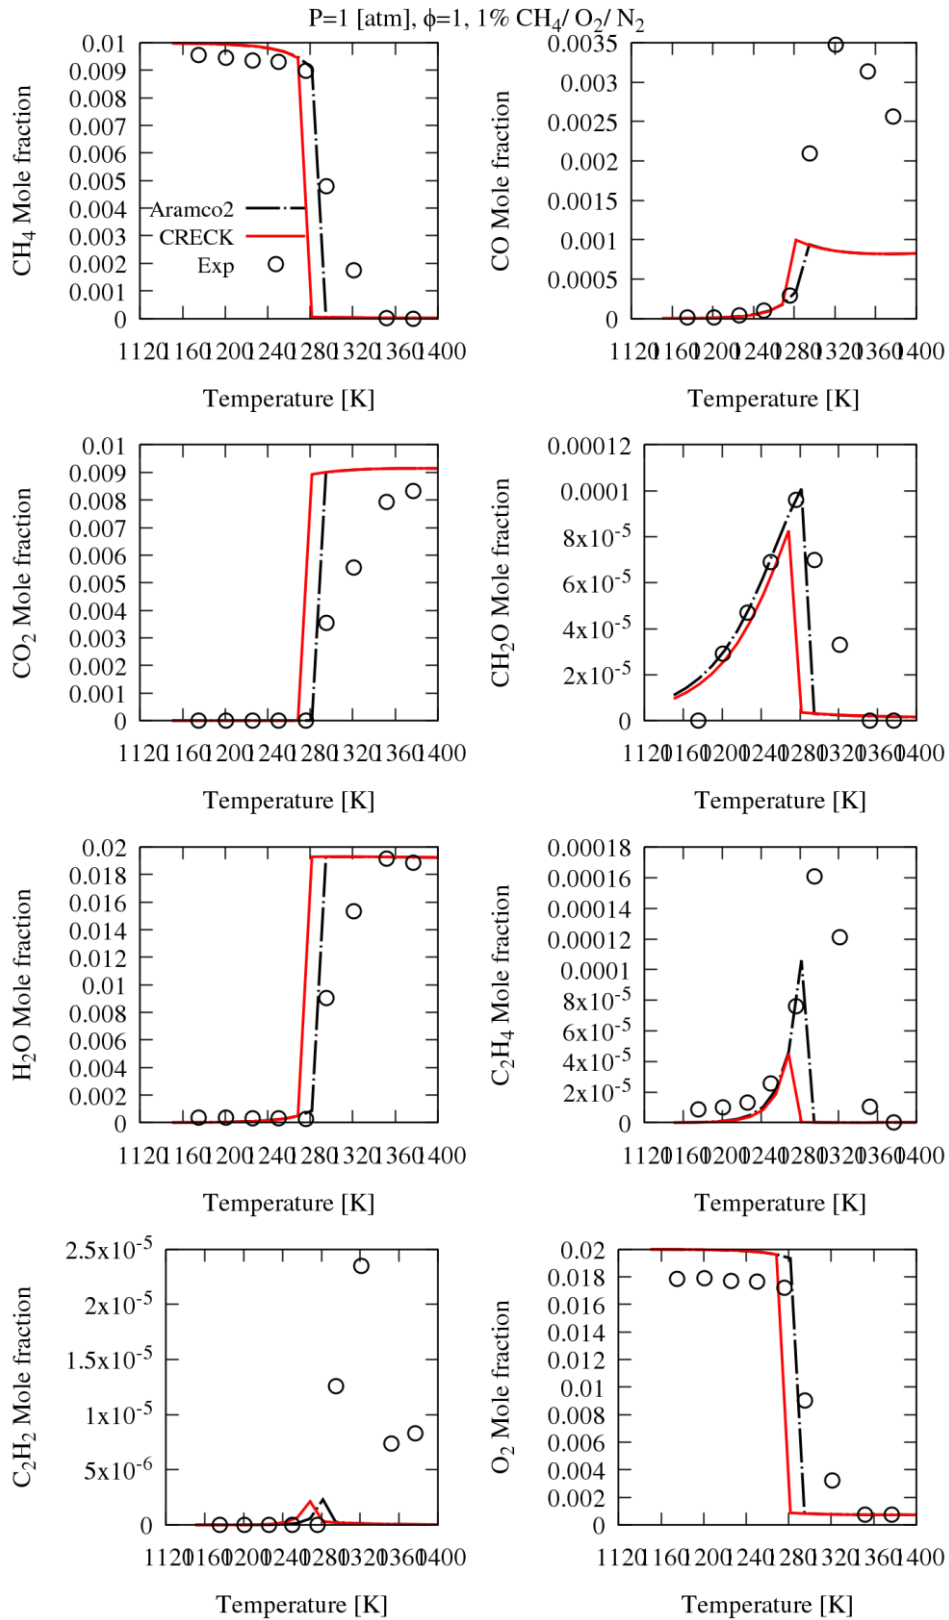 P=1 [atm], ϕ=1, 1% CH₄/ O₂/ N₂
0.01
0.009
0.008
0.007
0.006
0.005
0.004
0.003
0.002
0.001
0
CH₄ Mole fraction
Aramco2
CRECK
Exp
1120 1160 1200 1240 1280 1320 1360 1400
Temperature [K]
0.0035
0.003
0.0025
0.002
0.0015
0.001
0.0005
0
CO Mole fraction
1120 1160 1200 1240 1280 1320 1360 1400
Temperature [K]
0.01
0.009
0.008
0.007
0.006
0.005
0.004
0.003
0.002
0.001
0
CO₂ Mole fraction
1120 1160 1200 1240 1280 1320 1360 1400
Temperature [K]
0.00012
0.0001
8x10⁻⁵
6x10⁻⁵
4x10⁻⁵
2x10⁻⁵
0
CH₂O Mole fraction
1120 1160 1200 1240 1280 1320 1360 1400
Temperature [K]
0.02
0.018
0.016
0.014
0.012
0.01
0.008
0.006
0.004
0.002
0
H₂O Mole fraction
1120 1160 1200 1240 1280 1320 1360 1400
Temperature [K]
0.00018
0.00016
0.00014
0.00012
0.0001
8x10⁻⁵
6x10⁻⁵
4x10⁻⁵
2x10⁻⁵
0
C₂H₄ Mole fraction
1120 1160 1200 1240 1280 1320 1360 1400
Temperature [K]
2.5x10⁻⁵
2x10⁻⁵
1.5x10⁻⁵
1x10⁻⁵
5x10⁻⁶
0
C₂H₂ Mole fraction
1120 1160 1200 1240 1280 1320 1360 1400
Temperature [K]
0.02
0.018
0.016
0.014
0.012
0.01
0.008
0.006
0.004
0.002
0
O₂ Mole fraction
1120 1160 1200 1240 1280 1320 1360 1400
Temperature [K]